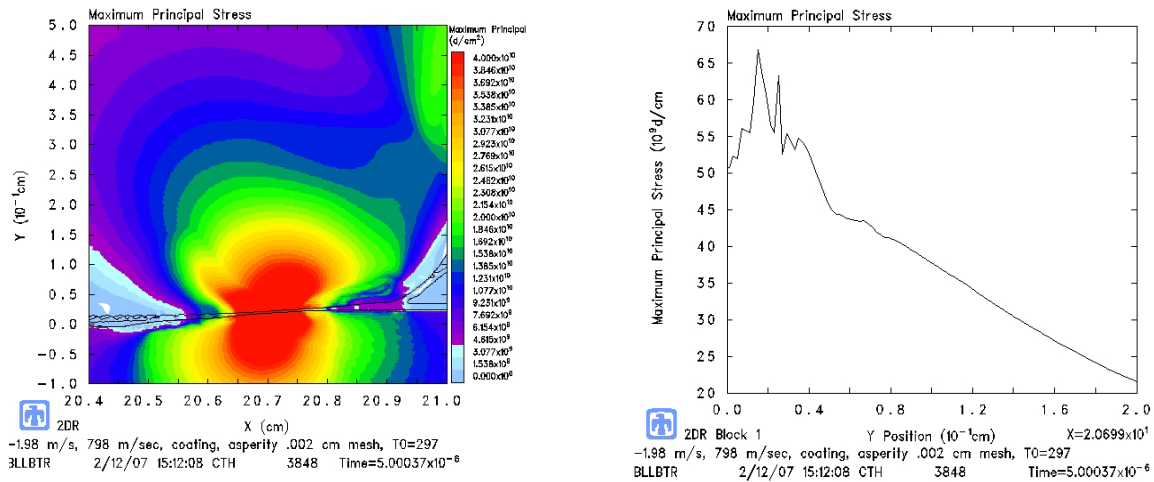 Maximum Principal Stress
Maximum Principal
(d/cm²)
4.000x10¹⁰
3.846x10¹⁰
3.692x10¹⁰
3.538x10¹⁰
3.385x10¹⁰
3.231x10¹⁰
3.077x10¹⁰
2.923x10¹⁰
2.769x10¹⁰
2.615x10¹⁰
2.462x10¹⁰
2.308x10¹⁰
2.154x10¹⁰
2.000x10¹⁰
1.846x10¹⁰
1.692x10¹⁰
1.538x10¹⁰
1.385x10¹⁰
1.231x10¹⁰
1.077x10¹⁰
9.231x10⁹
7.692x10⁹
6.154x10⁹
4.615x10⁹
3.077x10⁹
1.538x10⁹
5.0
4.5
4.0
3.5
3.0
2.5
2.0
1.5
1.0
0.5
0.0
-0.5
-1.0
Y (10⁻¹cm)
20.4 20.5 20.6 20.7 20.8 20.9 21.0
X (cm)
2DR
-1.98 m/s, 798 m/sec, coating, asperity .002 cm mesh, T0=297
BLLBTR 2/12/07 15:12:08 CTH 3848 Time=5.00037x10⁻⁶
Maximum Principal Stress
70
65
60
55
50
45
40
35
30
25
20
Maximum Principal Stress (10⁹d/cm
0.0 0.4 0.8 1.2 1.6 2.0
Y Position (10⁻¹cm)
X=2.0699x10¹
2DR Block 1
-1.98 m/s, 798 m/sec, coating, asperity .002 cm mesh, T0=297
BLLBTR 2/12/07 15:12:08 CTH 3848 Time=5.00037x10⁻⁶